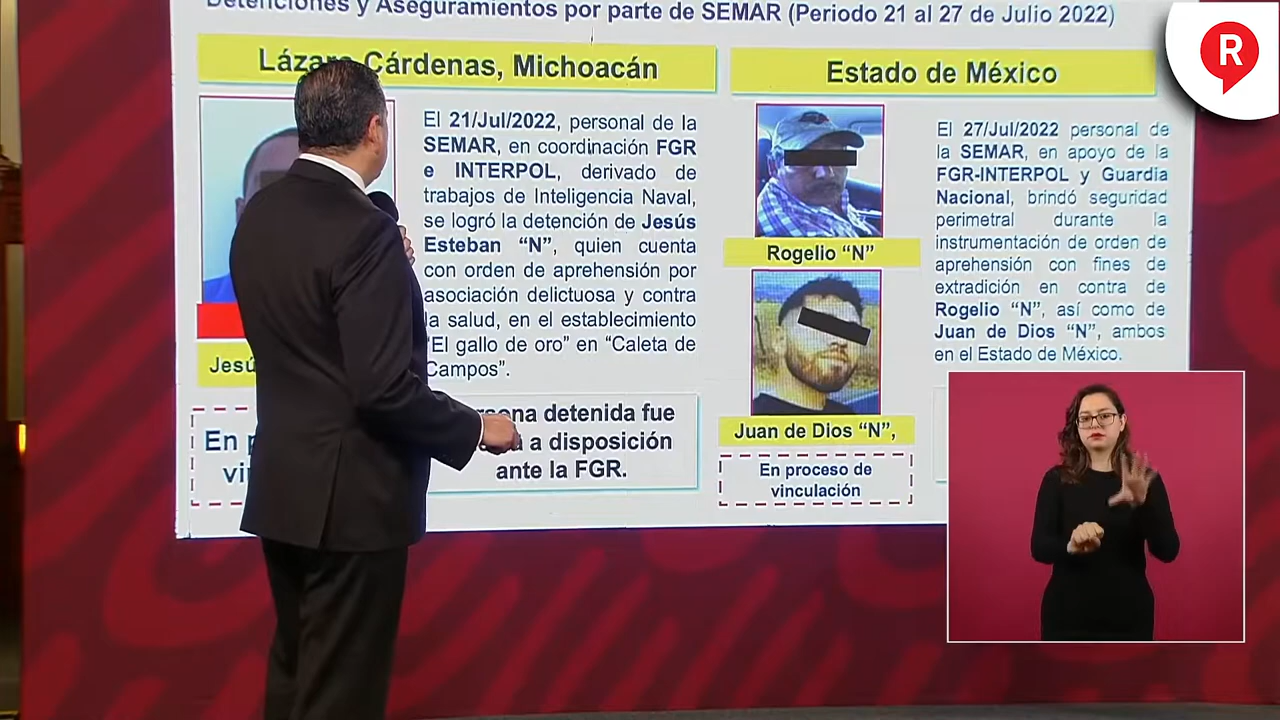 Detenciones y Aseguramientos por parte de SEMAR (Periodo 21 al 27 de Julio 2022)
R
Lázaro Cárdenas, Michoacán
El 21/Jul/2022, personal de la
SEMAR, en coordinación FGR
e INTERPOL, derivado de
trabajos de Inteligencia Naval,
se logró la detención de Jesús
Esteban “N”, quien cuenta
con orden de aprehensión por
asociación delictuosa y contra
la salud, en el establecimiento
“El gallo de oro” en “Caleta de
Campos”.
Jesú
En p
vi
rsona detenida fue
a disposición
ante la FGR.
Estado de México
Rogelio “N”
Juan de Dios “N”,
En proceso de
vinculación
El 27/Jul/2022 personal de
la SEMAR, en apoyo de la
FGR-INTERPOL y Guardia
Nacional, brindó seguridad
perimetral durante la
instrumentación de orden de
aprehensión con fines de
extradición en contra de
Rogelio “N”, así como de
Juan de Dios “N”, ambos
en el Estado de México.